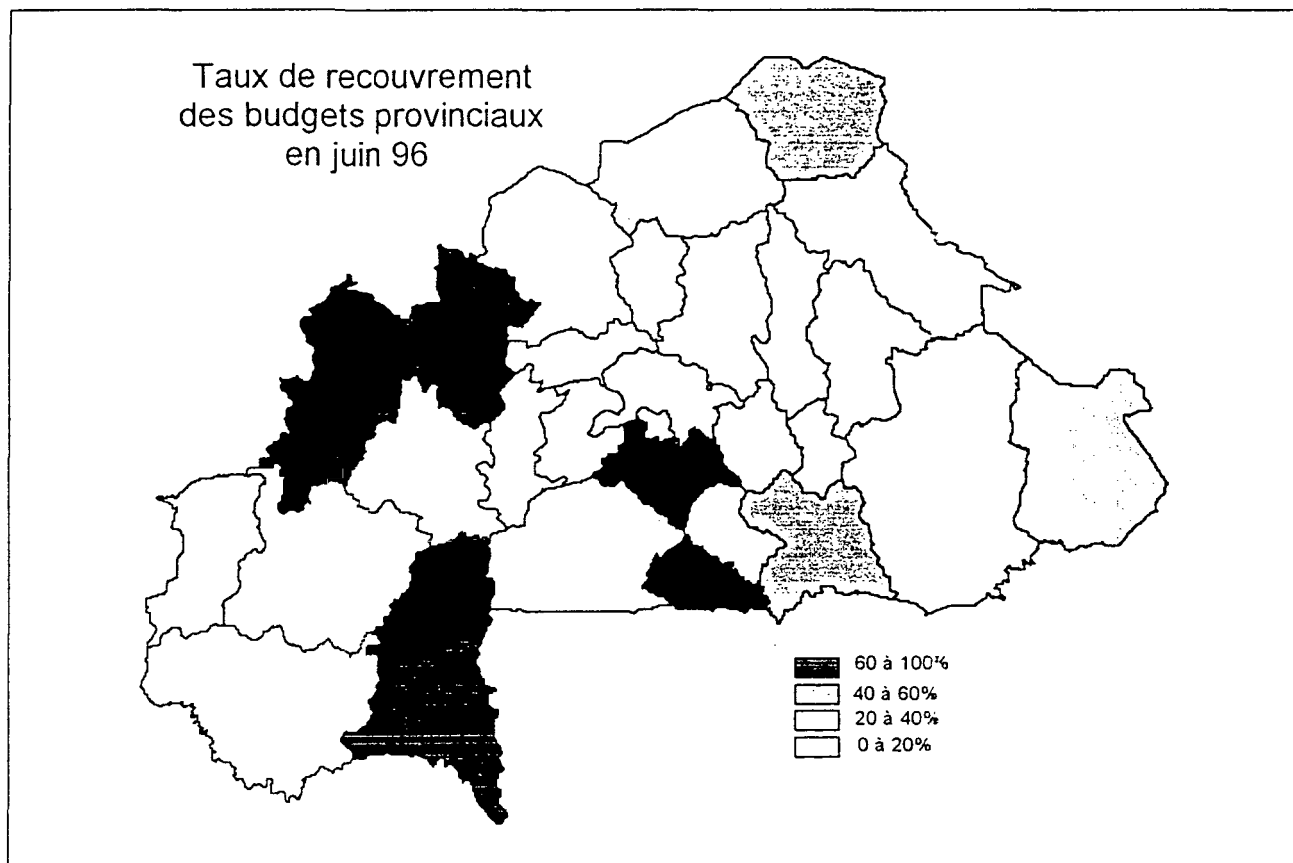 Taux de recouvrement
des budgets provinciaux
en juin 96
60 à 100%
40 à 60%
20 à 40%
0 à 20%